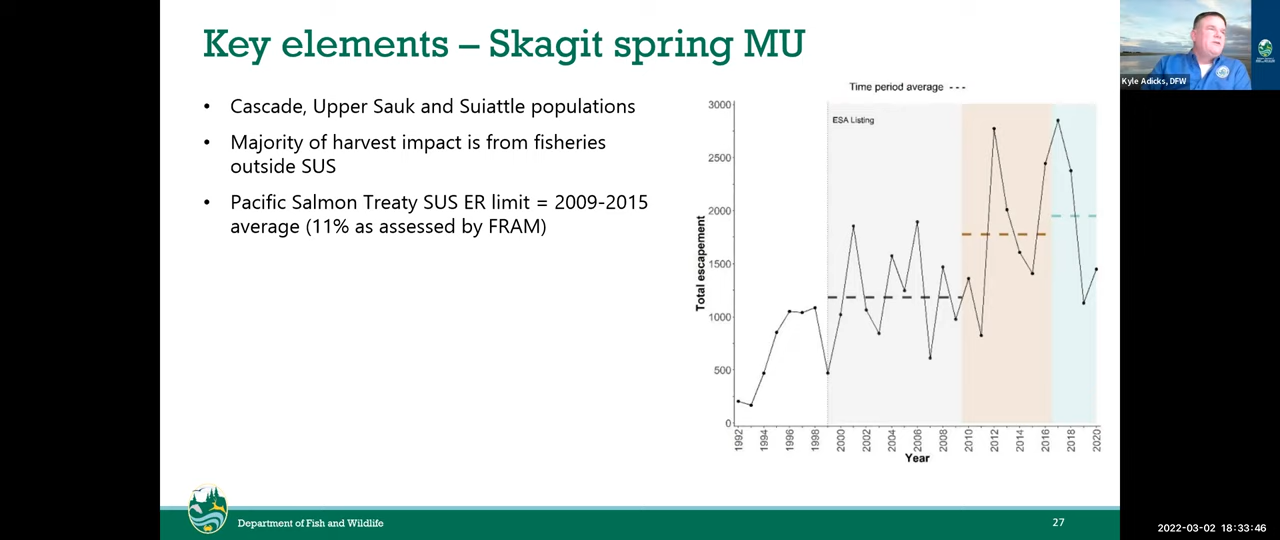 Key elements – Skagit spring MU
• Cascade, Upper Sauk and Suiattle populations
• Majority of harvest impact is from fisheries
outside SUS
• Pacific Salmon Treaty SUS ER limit = 2009-2015
average (11% as assessed by FRAM)
Time period average
ESA Listing
3000
2500
2000
1500
1000
500
0
Total escapement
1992
1994
1996
1998
2000
2002
2004
2006
2008
2010
2012
2014
2016
2018
2020
Year
Department of Fish and Wildlife
27
Kyle Adicks, DFW
2022-03-02 18:33:46